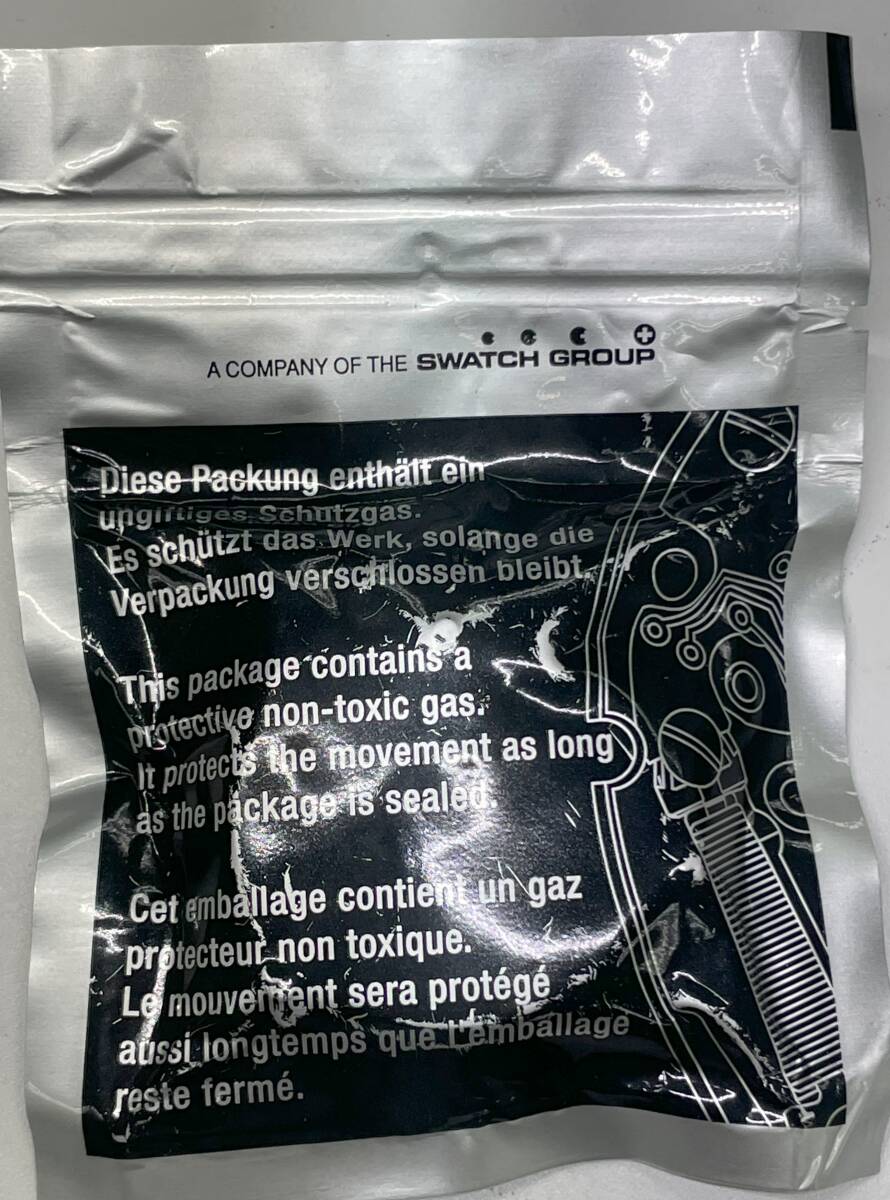 A COMPANY OF THE SWATCH GROUP
Diese Packung enthält ein
ungiftiges Schutzgas.
Es schützt das Werk, solange die
Verpackung verschlossen bleibt.
This package contains a
protective non-toxic gas.
It protects the movement as long
as the package is sealed.
Cet emballage contient un gaz
protecteur non toxique.
Le mouvement sera protégé
aussi longtemps que l'emballage
reste fermé.